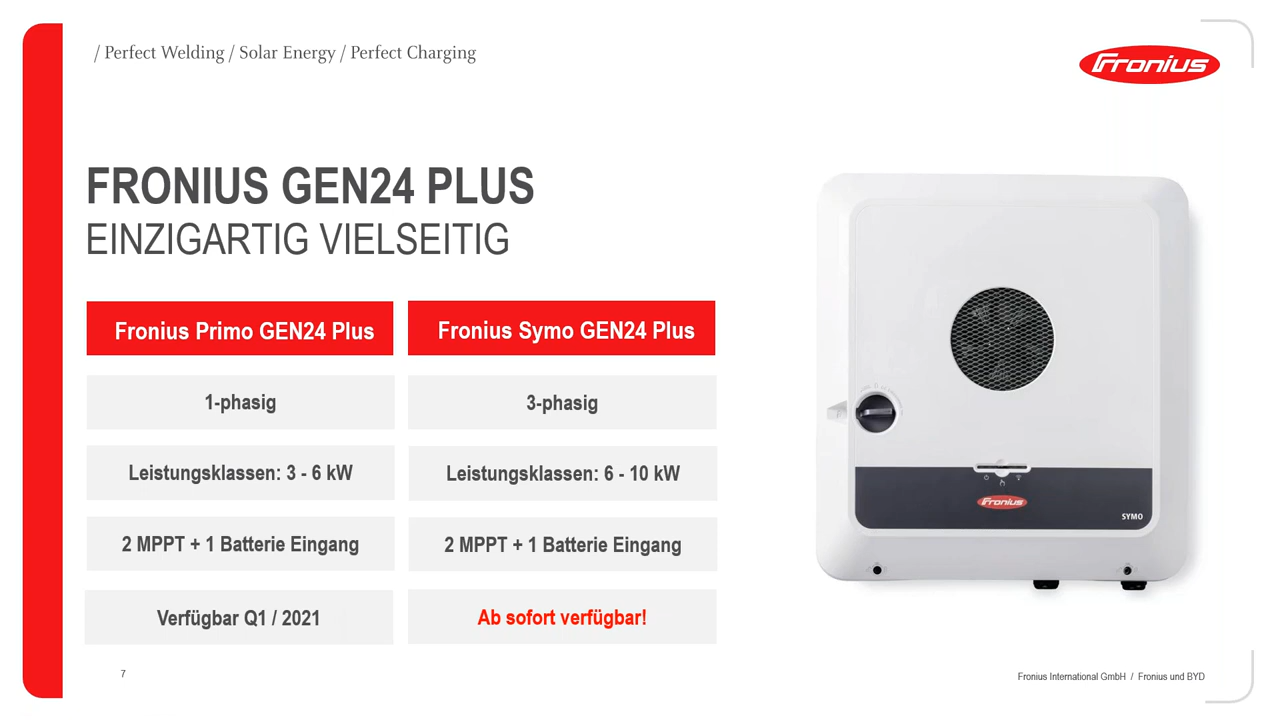 / Perfect Welding / Solar Energy / Perfect Charging
Fronius
FRONIUS GEN24 PLUS
EINZIGARTIG VIELSEITIG
Fronius Primo GEN24 Plus
Fronius Symo GEN24 Plus
1-phasig
3-phasig
Leistungsklassen: 3 - 6 kW
Leistungsklassen: 6 - 10 kW
2 MPPT + 1 Batterie Eingang
2 MPPT + 1 Batterie Eingang
Verfügbar Q1 / 2021
Ab sofort verfügbar!
Fronius
SYMO
7
Fronius International GmbH / Fronius und BYD